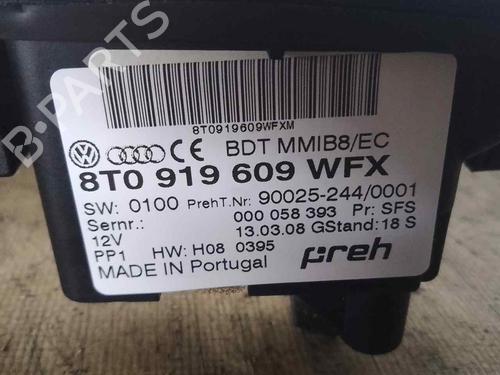 B-PARTS
8T0919609WFXM
BDT MMIB8/EC
8T0 919 609 WFX
SW: 0100 PrehT.Nr: 90025-244/0001
Sernr.: 000 058 393 Pr: SFS
12V 13.03.08 GStand: 18 S
PP1 HW: H08 0395
MADE IN Portugal preh